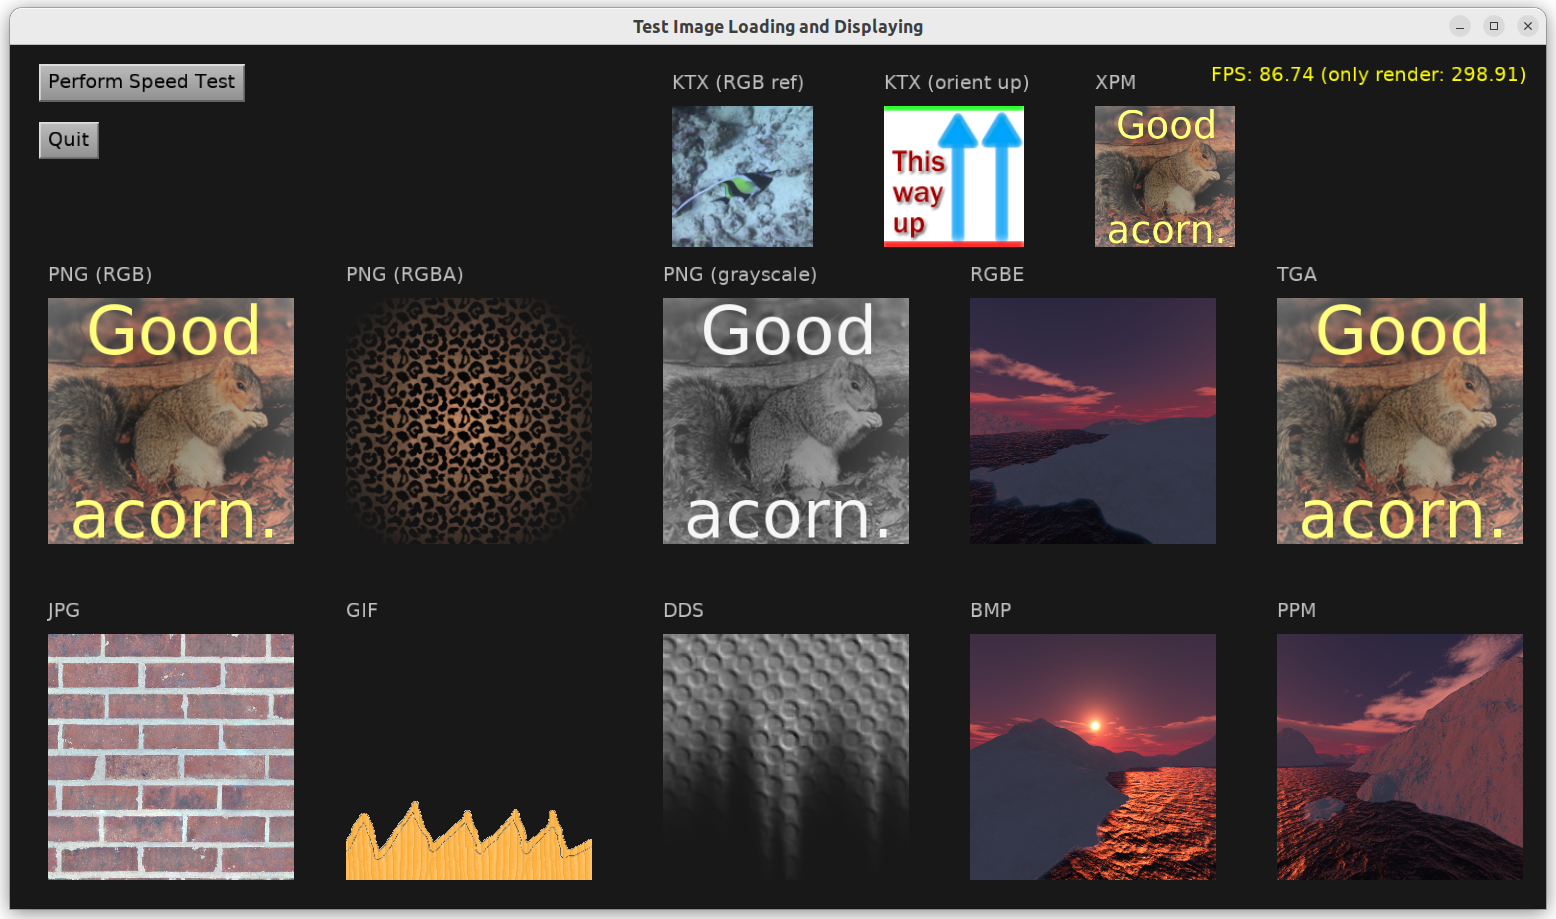 Test Image Loading and Displaying
Perform Speed Test
Quit
KTX (RGB ref)
KTX (orient up)
XPM
FPS: 86.74 (only render: 298.91)
This
way
up
Good
acorn.
PNG (RGB)
PNG (RGBA)
PNG (grayscale)
RGBE
TGA
Good
acorn.
Good
acorn.
Good
acorn.
JPG
GIF
DDS
BMP
PPM